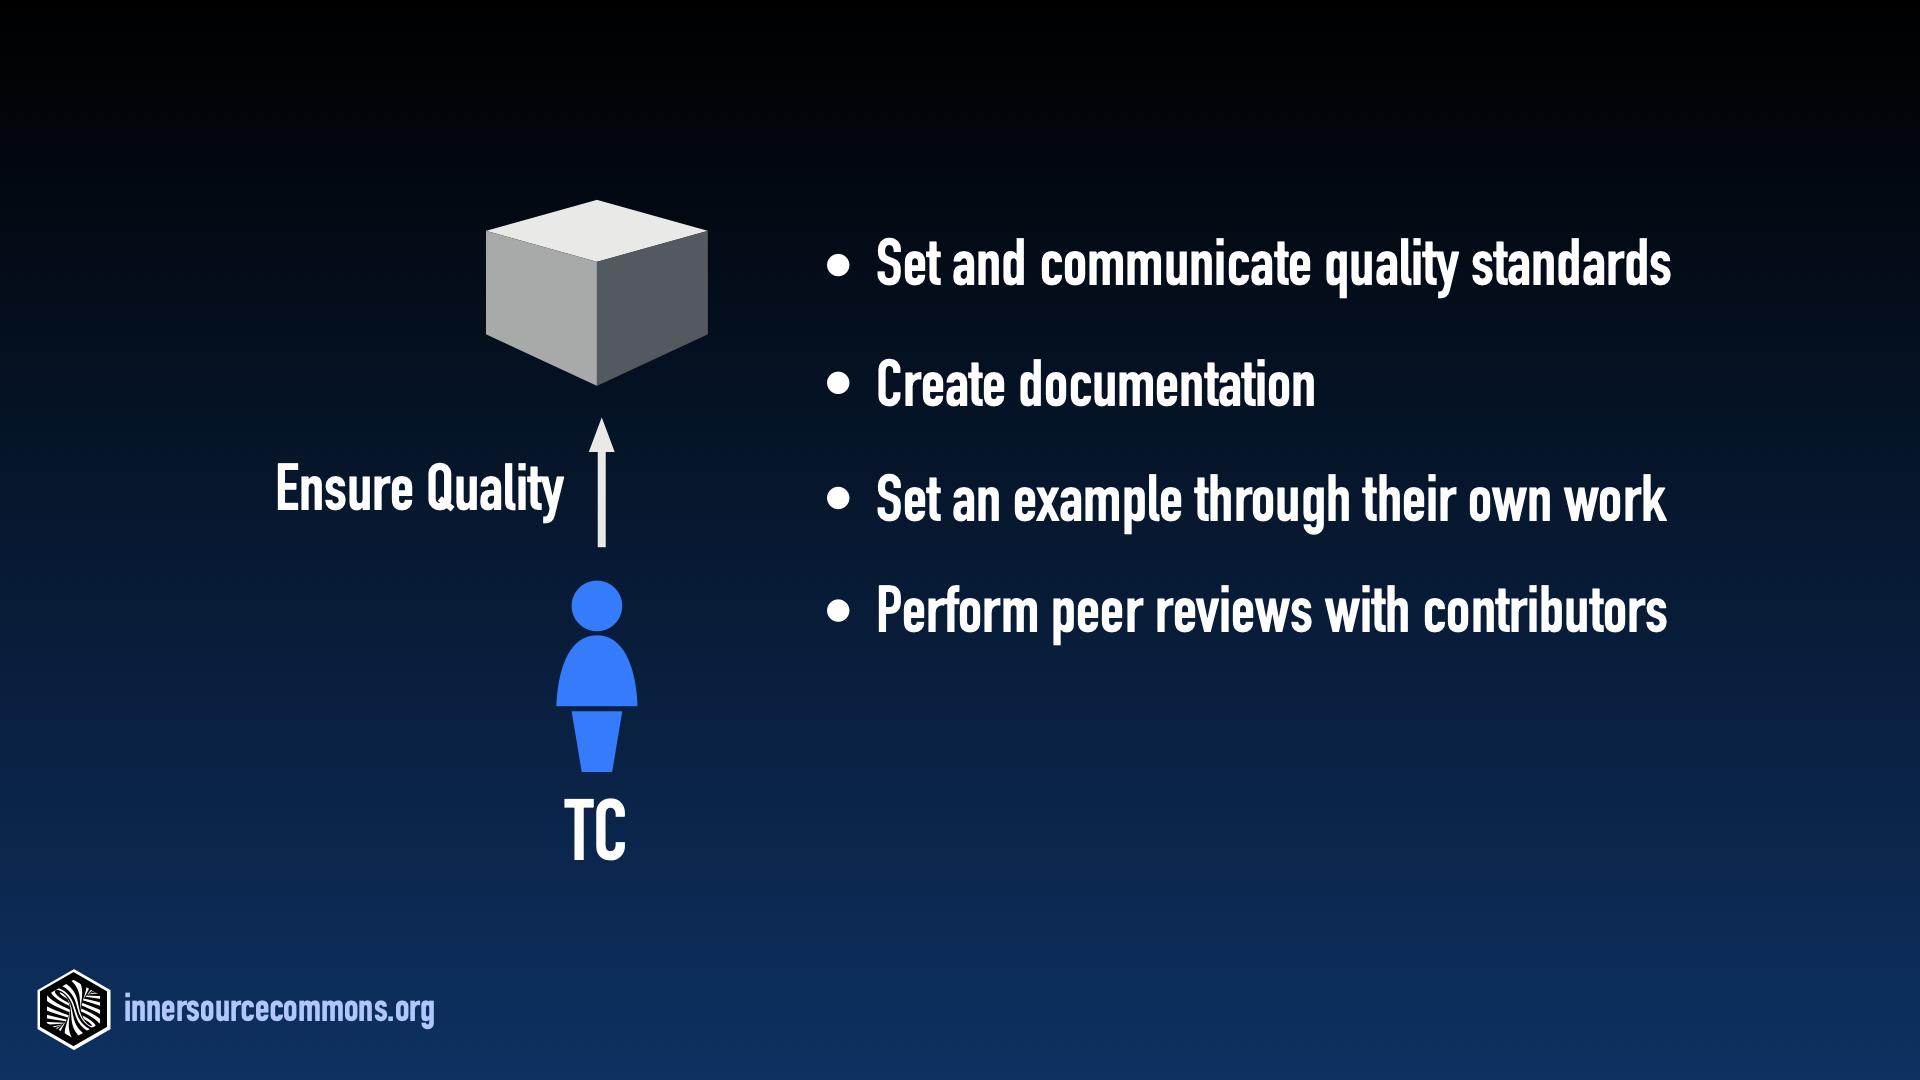 Set and communicate quality standards
Create documentation
Ensure Quality
Set an example through their own work
Perform peer reviews with contributors
TC
innersourcecommons.org